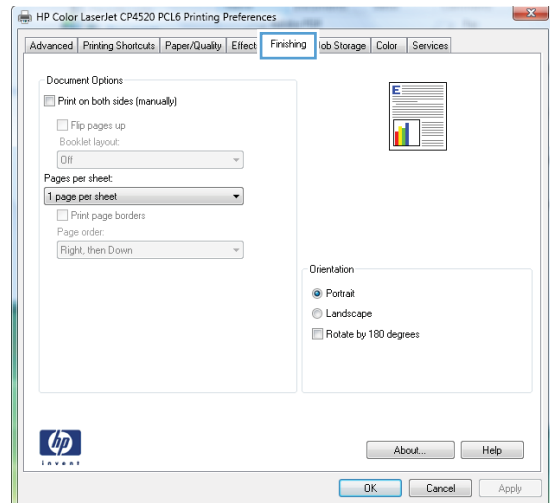 HP Color LaserJet CP4520 PCL6 Printing Preferences
Advanced Printing Shortcuts Paper/Quality Effect Finishing ob Storage Color Services
Document Options
Print on both sides (manually)
Flip pages up
Booklet layout:
Off
Pages per sheet:
1 page per sheet
Print page borders
Page order:
Right, then Down
E
Orientation
Portrait
Landscape
Rotate by 180 degrees
hp
invent
About... Help
OK Cancel Apply